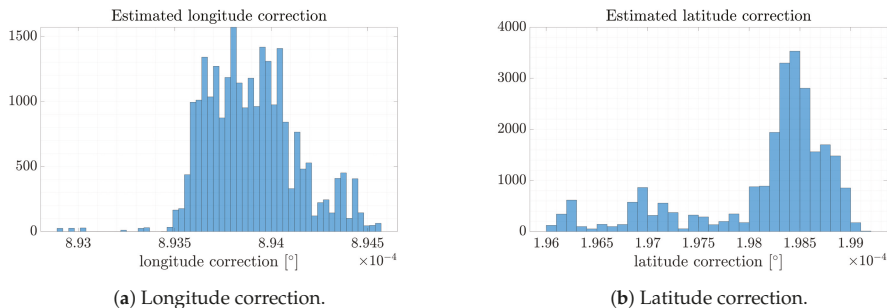 Estimated longitude correction
1500
1000
500
0
8.93 8.935 8.94 8.945
longitude correction [°] ×10⁻⁴
(a) Longitude correction.
Estimated latitude correction
4000
3000
2000
1000
0
1.96 1.965 1.97 1.975 1.98 1.985 1.99
latitude correction [°] ×10⁻⁴
(b) Latitude correction.